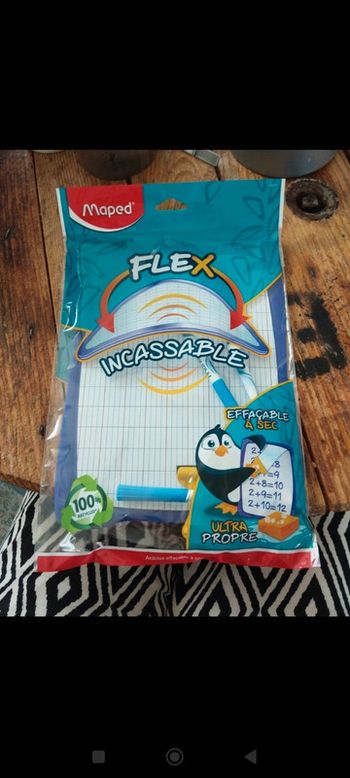 Maped
FLEX
INCASSABLE
EFFAÇABLE
À SEC
2+8=10
2+9=11
2+10=12
100%
ULTRA
PROPRE